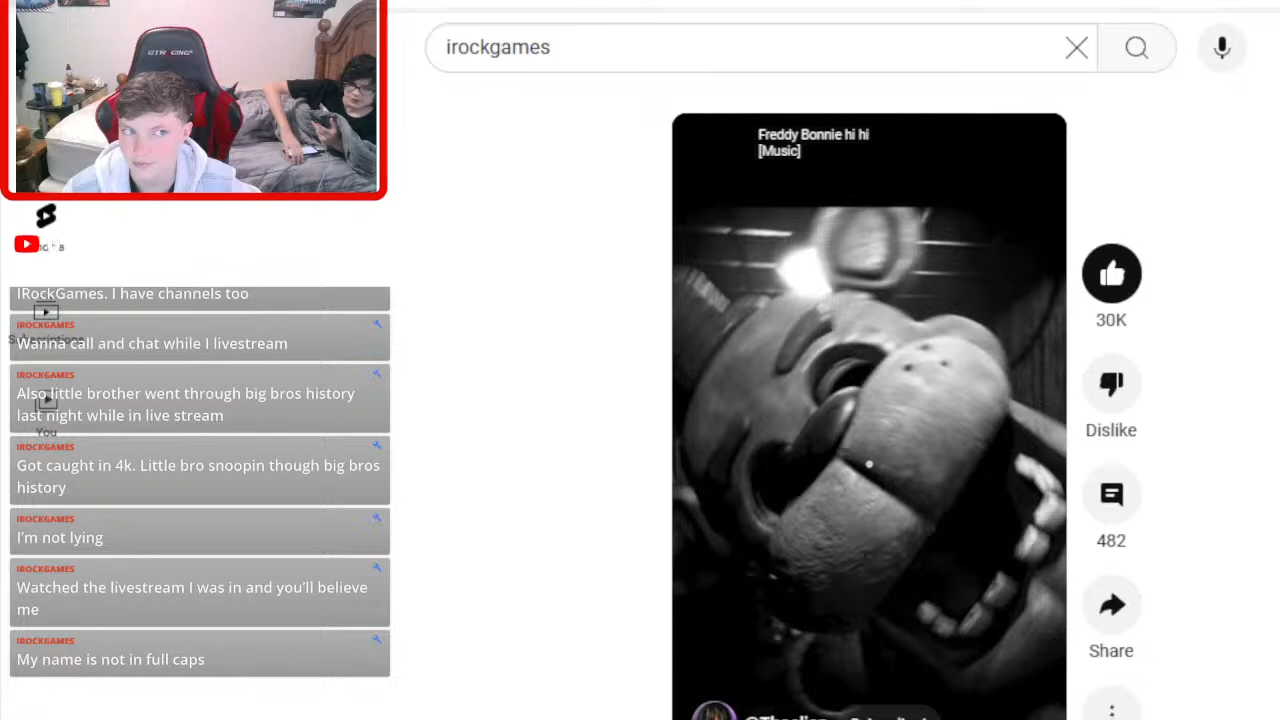 GTRACING
irockgames
Freddy Bonnie hi hi
[Music]
IRockGames. I have channels too
IROCKGAMES
Wanna call and chat while I livestream
IROCKGAMES
Also little brother went through big bros history
last night while in live stream
IROCKGAMES
Got caught in 4k. Little bro snoopin though big bros
history
IROCKGAMES
I'm not lying
IROCKGAMES
Watched the livestream I was in and you'll believe
me
IROCKGAMES
My name is not in full caps
Subscriptions
You
30K
Dislike
482
Share